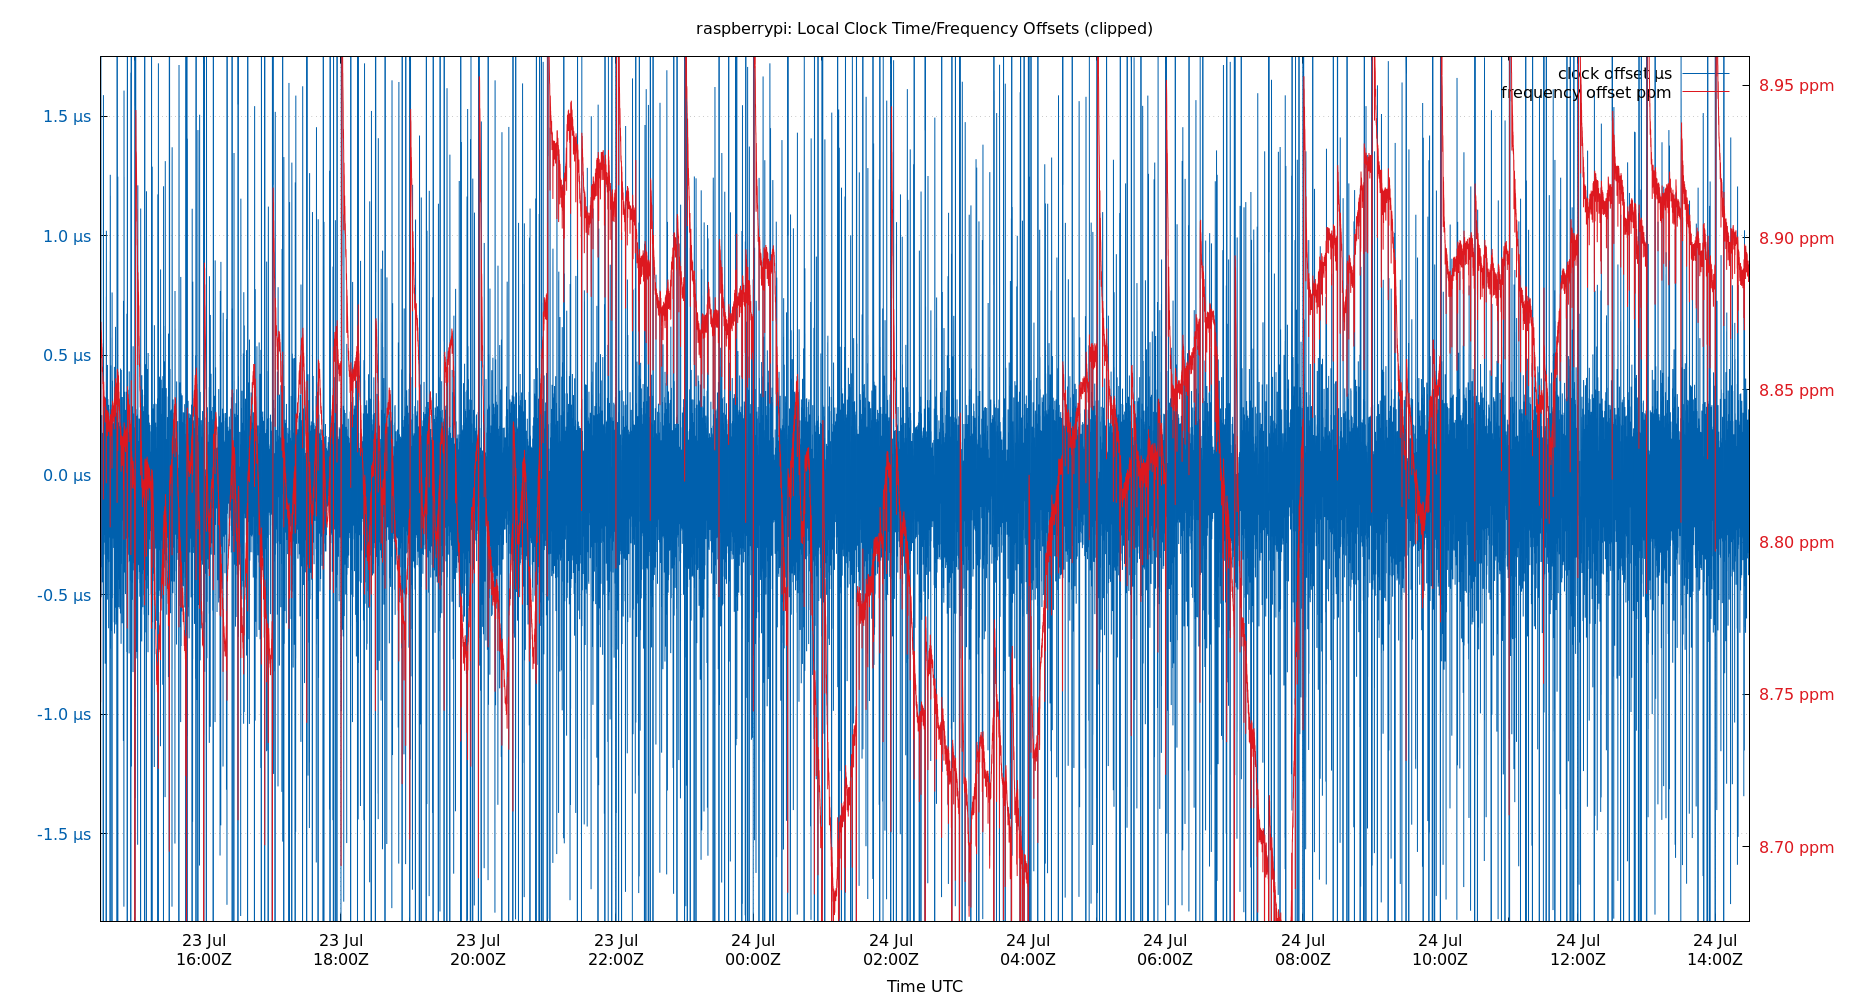 raspberrypi: Local Clock Time/Frequency Offsets (clipped)
clock offset µs
frequency offset ppm
1.5 µs
1.0 µs
0.5 µs
0.0 µs
-0.5 µs
-1.0 µs
-1.5 µs
8.95 ppm
8.90 ppm
8.85 ppm
8.80 ppm
8.75 ppm
8.70 ppm
23 Jul
16:00Z
23 Jul
18:00Z
23 Jul
20:00Z
23 Jul
22:00Z
24 Jul
00:00Z
24 Jul
02:00Z
24 Jul
04:00Z
24 Jul
06:00Z
24 Jul
08:00Z
24 Jul
10:00Z
24 Jul
12:00Z
24 Jul
14:00Z
Time UTC